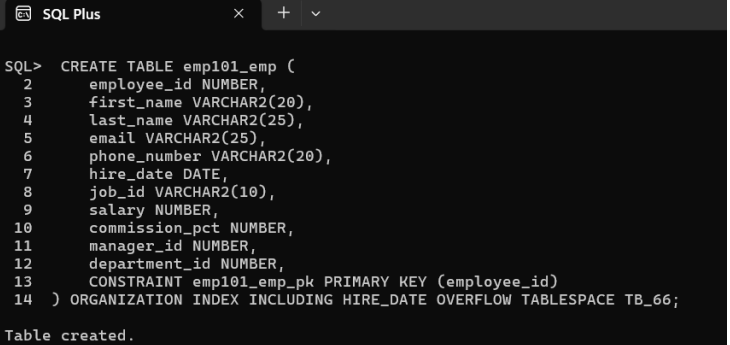 SQL Plus
SQL>  CREATE TABLE emp101_emp (
  2      employee_id NUMBER,
  3      first_name VARCHAR2(20),
  4      last_name VARCHAR2(25),
  5      email VARCHAR2(25),
  6      phone_number VARCHAR2(20),
  7      hire_date DATE,
  8      job_id VARCHAR2(10),
  9      salary NUMBER,
 10      commission_pct NUMBER,
 11      manager_id NUMBER,
 12      department_id NUMBER,
 13      CONSTRAINT emp101_emp_pk PRIMARY KEY (employee_id)
 14  ) ORGANIZATION INDEX INCLUDING HIRE_DATE OVERFLOW TABLESPACE TB_66;
Table created.